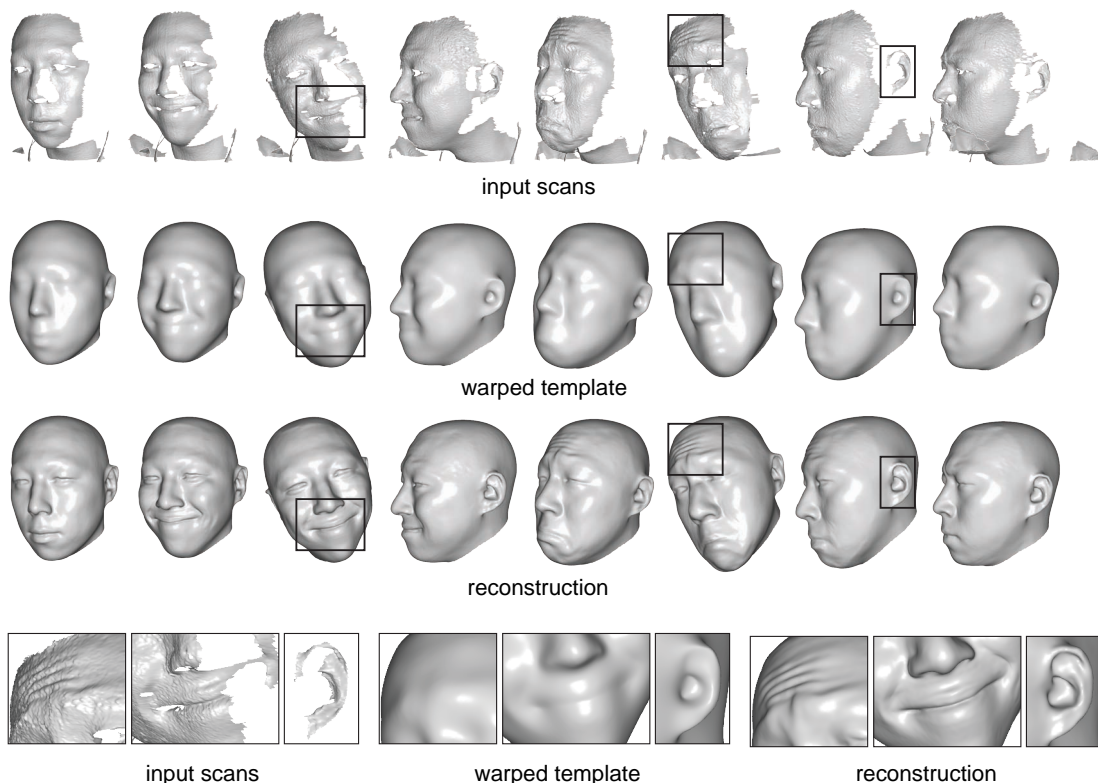 input scans
warped template
reconstruction
input scans
warped template
reconstruction